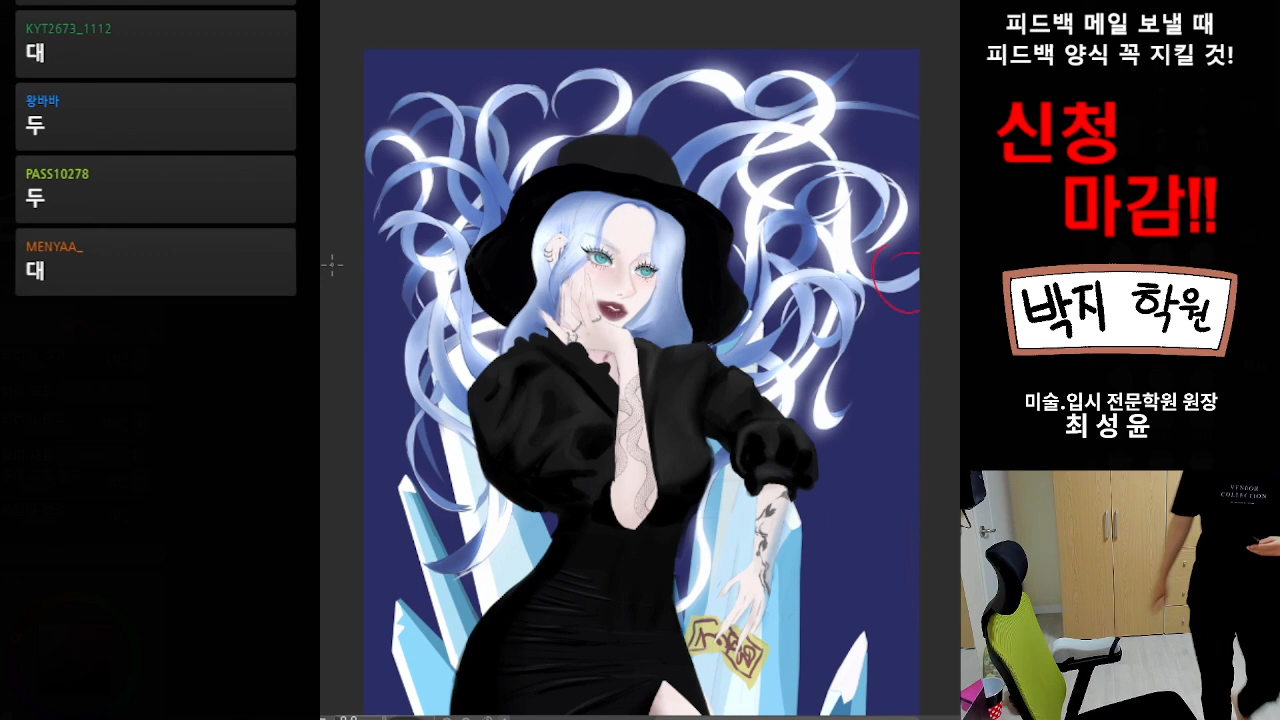 KYT2673_1112
대
왕바바
두
PASS10278
두
MENYAA_
대
피드백 메일 보낼 때
피드백 양식 꼭 지킬 것!
신청
마감!!
박지 학원
미술.입시 전문학원 원장
최성윤
VENDOR
COLLECTION